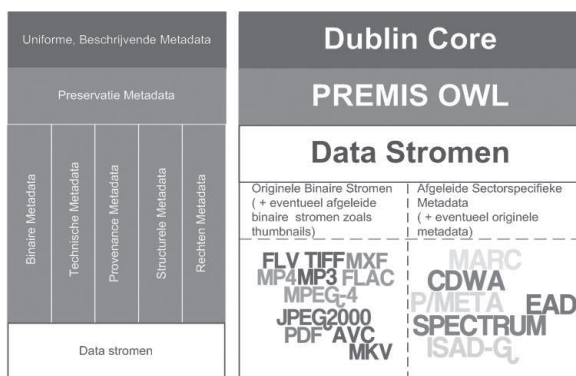 Uniforme, Beschrijvende Metadata
Preservatie Metadata
Binaire Metadata
Technische Metadata
Provenance Metadata
Structurele Metadata
Rechten Metadata
Data stromen
Dublin Core
PREMIS OWL
Data Stromen
Originele Binaire Stromen
( + eventueel afgeleide
binaire stromen zoals
thumbnails)
Afgeleide Sectorspecifieke
Metadata
( + eventueel originele
metadata)
FLV TIFF MXF
MP4 MP3 FLAC
MPEG-4
JPEG2000
PDF AVC
MKV
MARC
CDWA
P/META EAD
SPECTRUM
ISAD-G